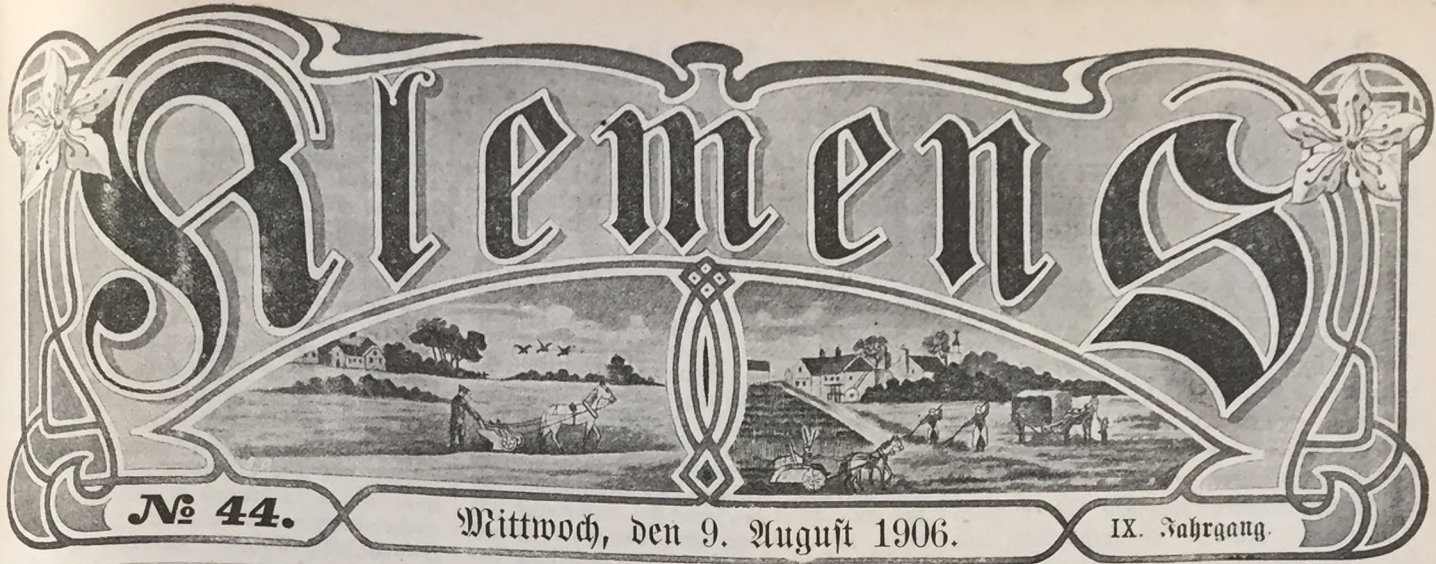 Klemens
№ 44.
Mittwoch, den 9. August 1906.
IX. Jahrgang.